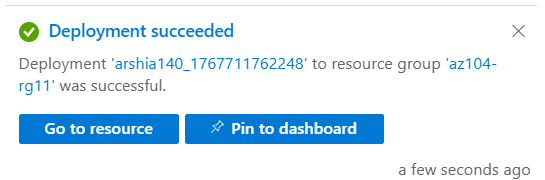 Deployment succeeded
Deployment 'arshia140_1767711762248' to resource group 'az104-
rg11' was successful.
Go to resource
Pin to dashboard
a few seconds ago